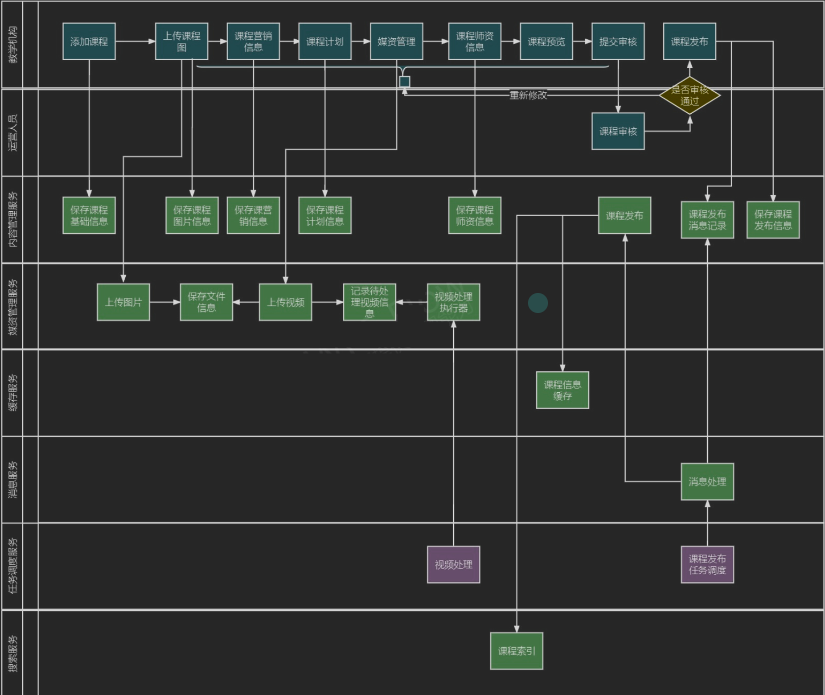 教学机构
添加课程
上传课程
图
课程营销
信息
课程计划
媒资管理
课程师资
信息
课程预览
提交审核
课程发布
重新修改
是否审核
通过
运营人员
课程审核
内容管理服务
保存课程
基础信息
保存课程
图片信息
保存课营
销信息
保存课程
计划信息
保存课程
师资信息
课程发布
课程发布
消息记录
保存课程
发布信息
媒资管理服务
上传图片
保存文件
信息
上传视频
记录待处
理视频信
息
视频处理
执行器
缓存服务
课程信息
缓存
消息服务
消息处理
任务调度服务
视频处理
课程发布
任务调度
搜索服务
课程索引